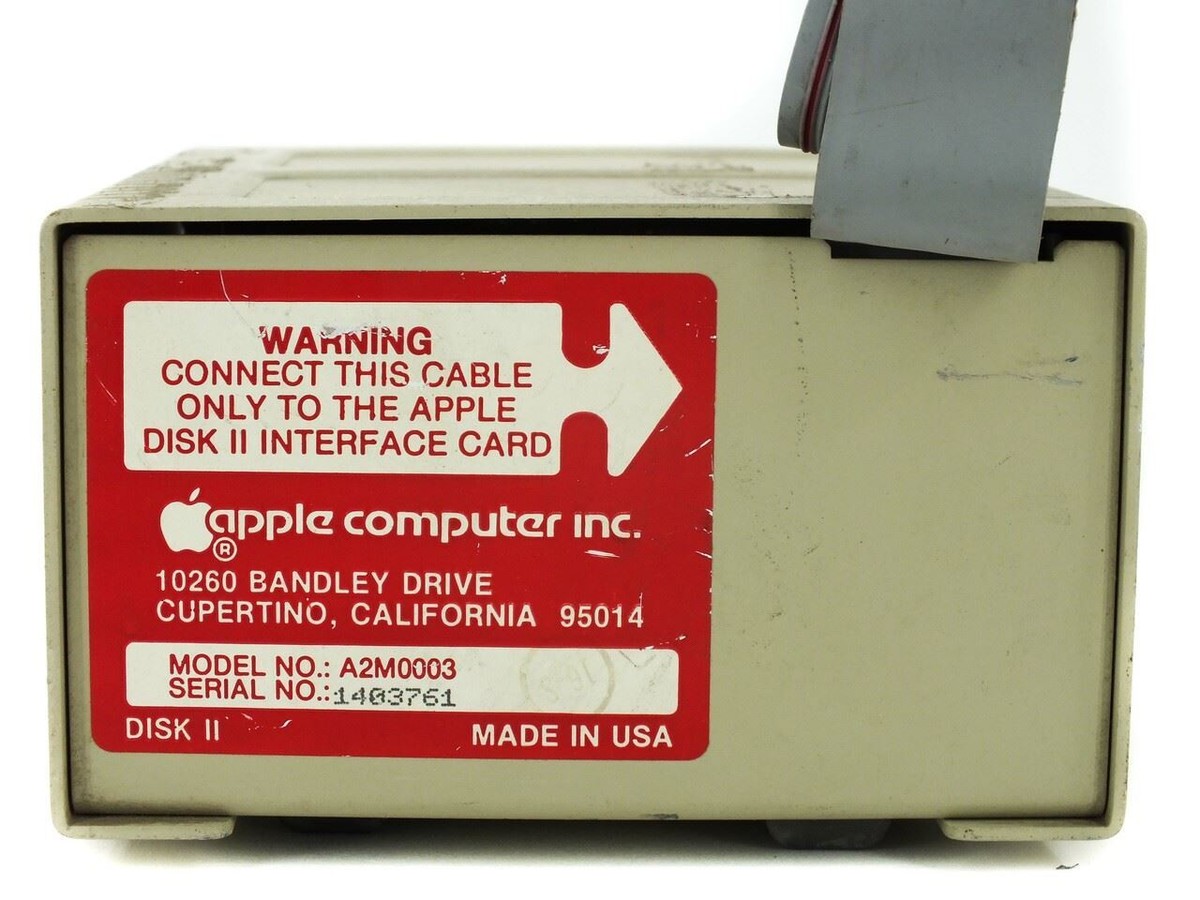 WARNING
CONNECT THIS CABLE
ONLY TO THE APPLE
DISK II INTERFACE CARD
apple computer inc.
®
10260 BANDLEY DRIVE
CUPERTINO, CALIFORNIA 95014
MODEL NO.: A2M0003
SERIAL NO.: 1403761
DISK II MADE IN USA